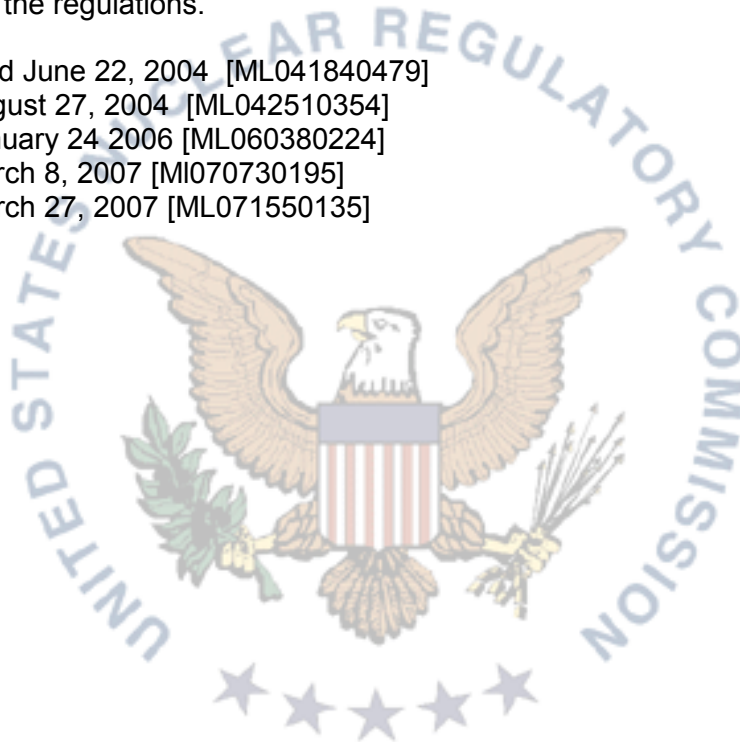 the regulations.
d June 22, 2004 [ML041840479]
gust 27, 2004 [ML042510354]
nuary 24 2006 [ML060380224]
rch 8, 2007 [Ml070730195]
rch 27, 2007 [ML071550135]
UNITED STATES NUCLEAR REGULATORY COMMISSION